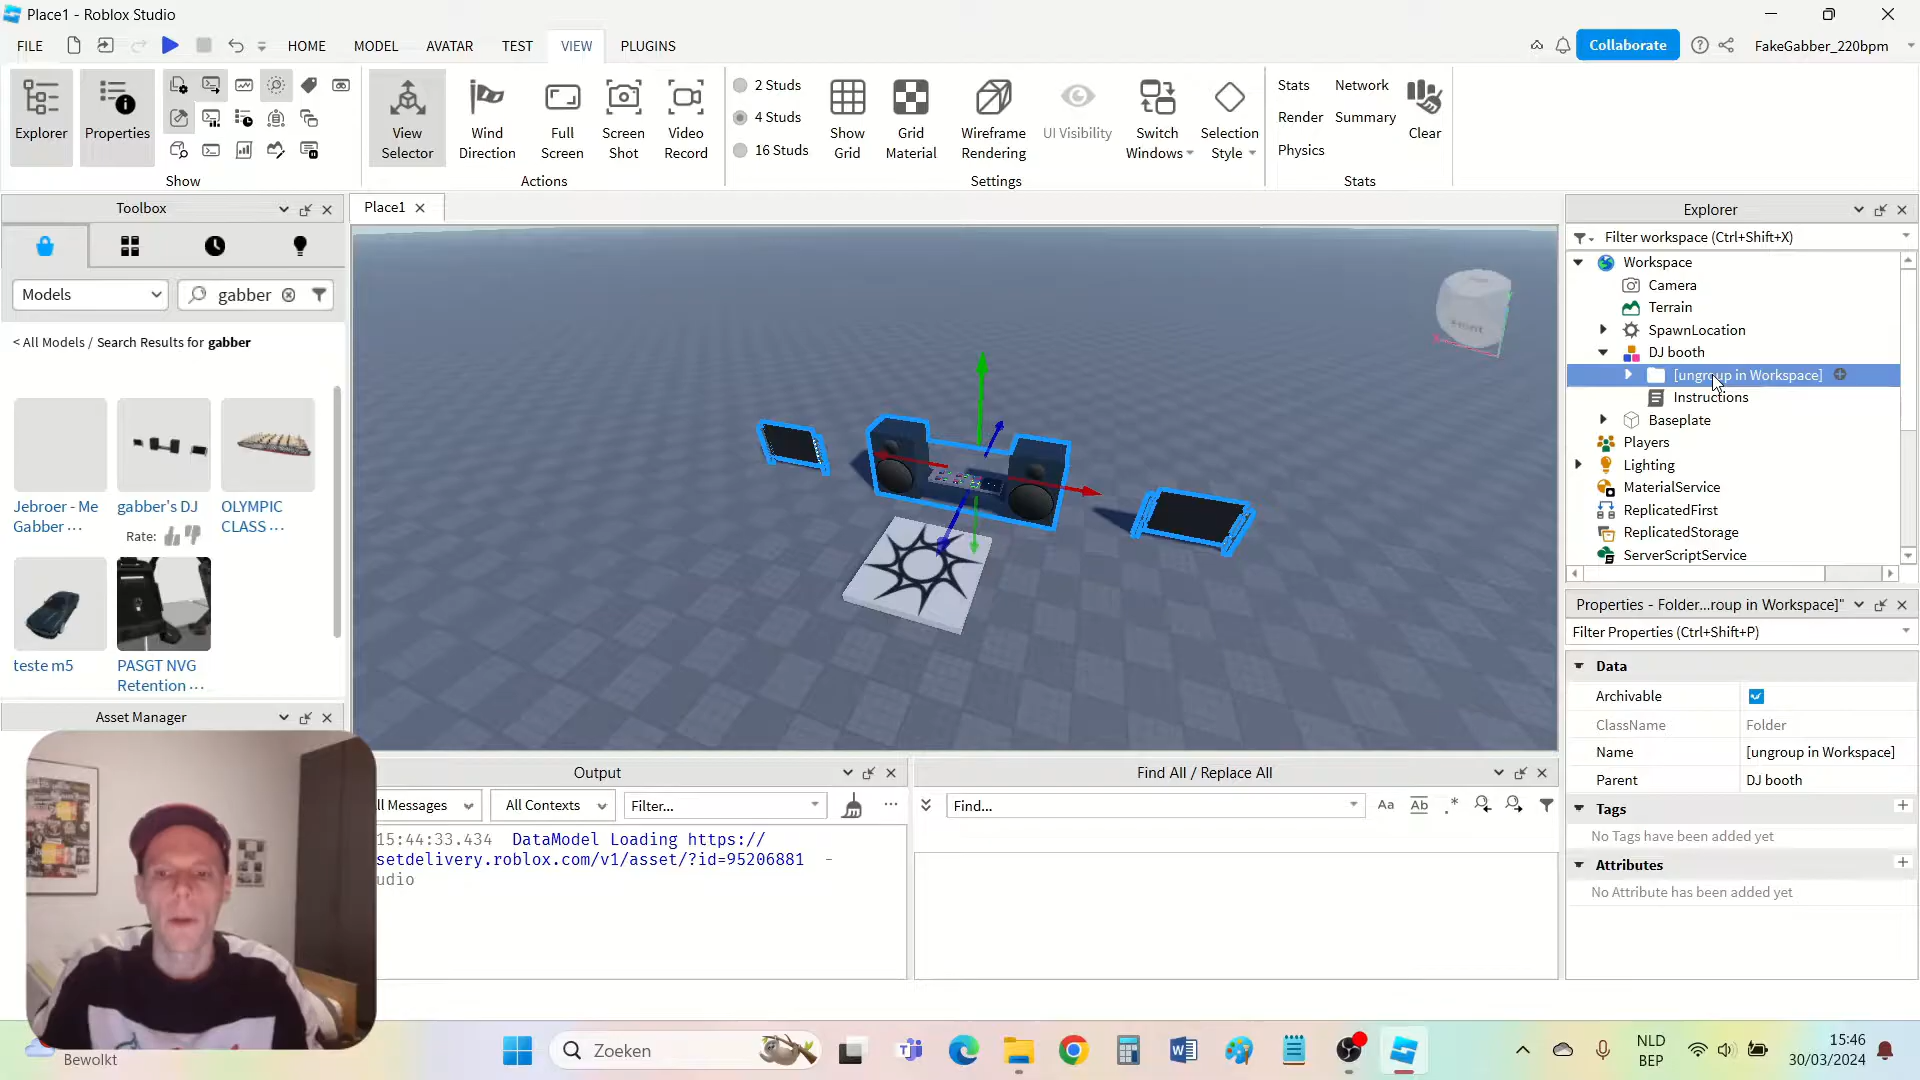 Place1 - Roblox Studio
FILE
HOME
MODEL
AVATAR
TEST
VIEW
PLUGINS
Collaborate
FakeGabber_220bpm
Explorer
Properties
Show
View
Selector
Wind
Direction
Full
Screen
Screen
Shot
Video
Record
Actions
2 Studs
4 Studs
16 Studs
Show
Grid
Grid
Material
Wireframe
Rendering
UI Visibility
Switch
Windows
Selection
Style
Settings
Stats
Network
Render
Summary
Physics
Clear
Stats
Toolbox
Models
gabber
< All Models / Search Results for gabber
Jebroer - Me
Gabber ...
gabber's DJ
Rate:
OLYMPIC
CLASS ...
teste m5
PASGT NVG
Retention ...
Asset Manager
Place1
Front
Explorer
Filter workspace (Ctrl+Shift+X)
Workspace
Camera
Terrain
SpawnLocation
DJ booth
[ungroup in Workspace]
Instructions
Baseplate
Players
Lighting
MaterialService
ReplicatedFirst
ReplicatedStorage
ServerScriptService
Properties - Folder...roup in Workspace]"
Filter Properties (Ctrl+Shift+P)
Data
Archivable
ClassName Folder
Name [ungroup in Workspace]
Parent DJ booth
Tags
No Tags have been added yet
Attributes
No Attribute has been added yet
Output
ll Messages
All Contexts
Filter...
15:44:33.434 DataModel Loading https://
setdelivery.roblox.com/v1/asset/?id=95206881 -
udio
Find All / Replace All
Find...
Aa
Ab
.*
Bewolkt
Zoeken
NLD
BEP
15:46
30/03/2024